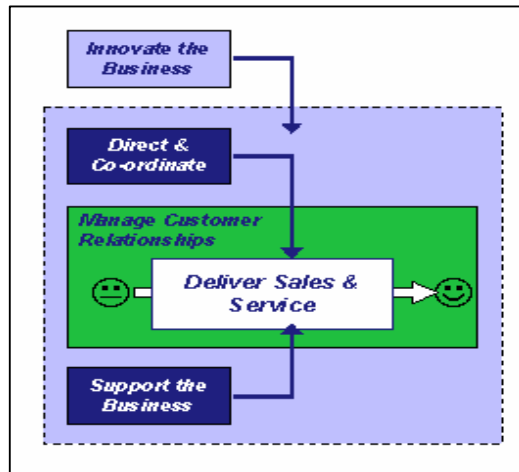 Innovate the
Business
Direct &
Co-ordinate
Manage Customer
Relationships
Deliver Sales &
Service
Support the
Business